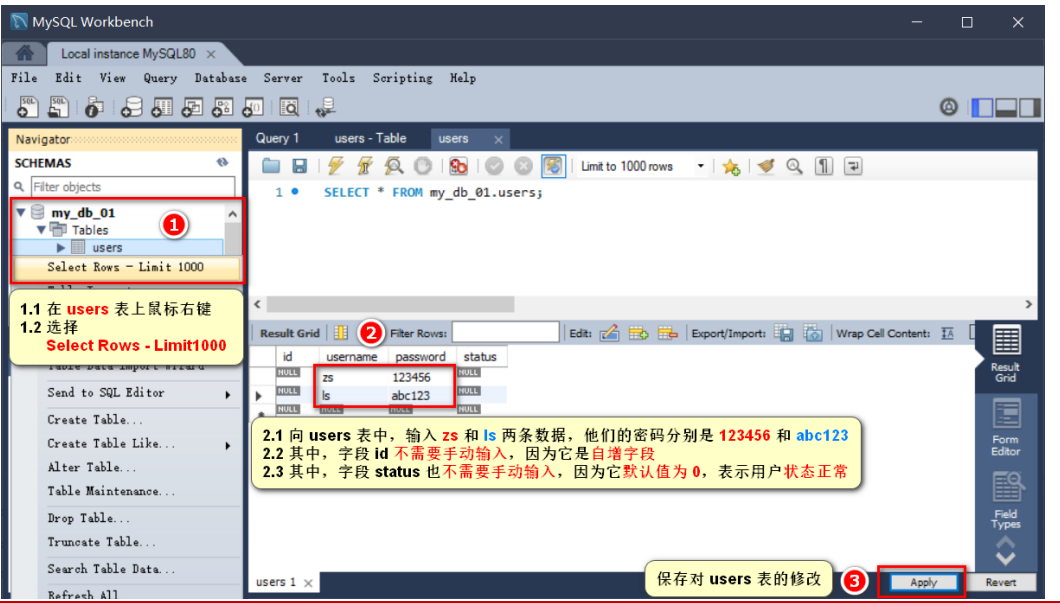 MySQL Workbench
Local instance MySQL80
File Edit View Query Database Server Tools Scripting Help
Navigator
Query 1 users - Table users
SCHEMAS
Limit to 1000 rows
Filter objects
1 SELECT * FROM my_db_01.users;
my_db_01
1
Tables
users
Select Rows - Limit 1000
1.1 在 users 表上鼠标右键
1.2 选择
Select Rows - Limit1000
Table Data Import Wizard
Send to SQL Editor
Create Table...
Create Table Like...
Alter Table...
Table Maintenance...
Drop Table...
Truncate Table...
Search Table Data...
Refresh All
Result Grid 2 Filter Rows: Edit: Export/Import: Wrap Cell Content: IA
id username password status
NULL zs 123456 NULL
NULL ls abc123 NULL
NULL NULL NULL NULL
2.1 向 users 表中，输入 zs 和 ls 两条数据，他们的密码分别是 123456 和 abc123
2.2 其中，字段 id 不需要手动输入，因为它是自增字段
2.3 其中，字段 status 也不需要手动输入，因为它默认值为 0，表示用户状态正常
Result
Grid
Form
Editor
Field
Types
users 1
保存对 users 表的修改 3
Apply Revert